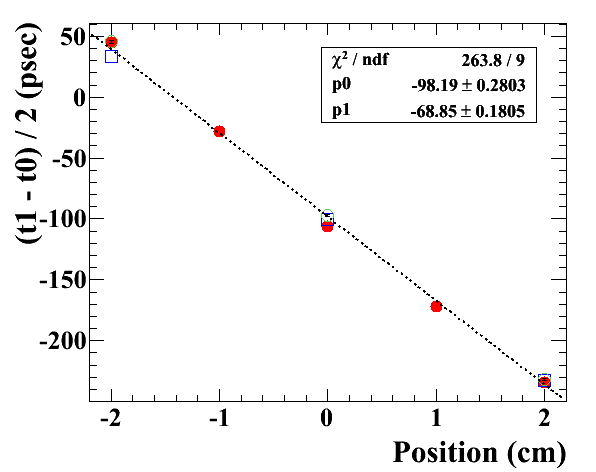 (t1 - t0) / 2 (psec)
50
0
-50
-100
-150
-200
χ² / ndf 263.8 / 9
p0 -98.19 ± 0.2803
p1 -68.85 ± 0.1805
-2 -1 0 1 2
Position (cm)